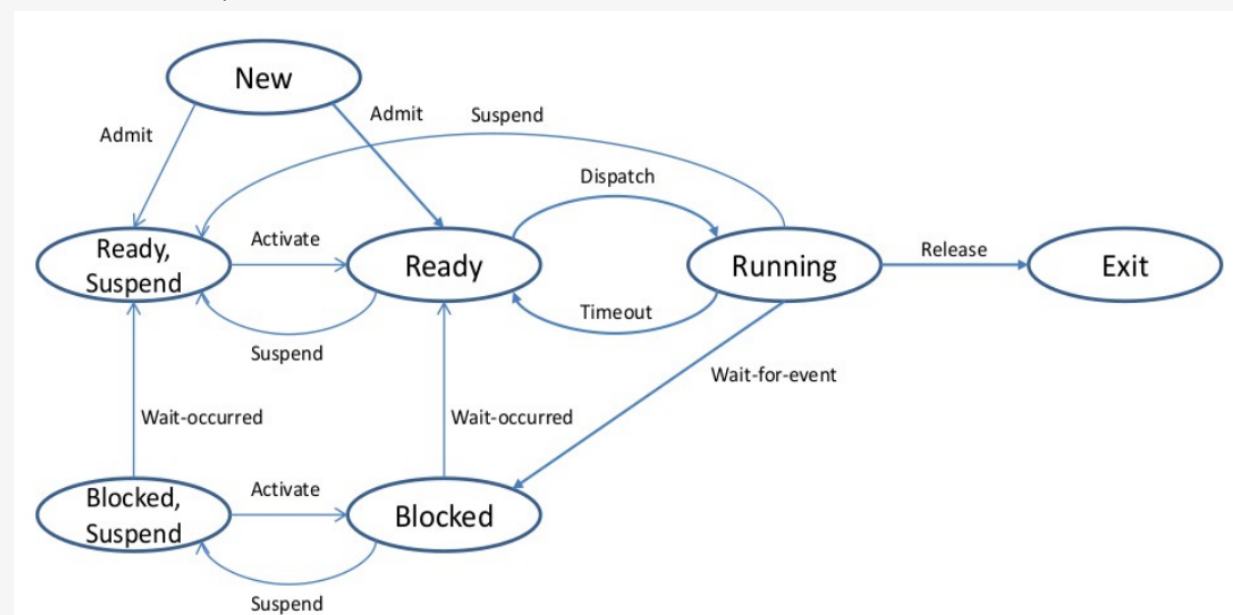 New
Admit
Admit
Suspend
Dispatch
Ready,
Suspend
Activate
Ready
Running
Release
Exit
Timeout
Suspend
Wait-for-event
Wait-occurred
Wait-occurred
Blocked,
Suspend
Activate
Blocked
Suspend